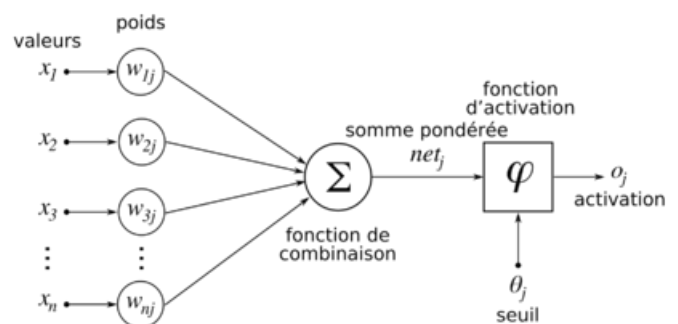 poids
valeurs
x1
w1j
x2
w2j
x3
w3j
⋮
⋮
xn
wnj
Σ
fonction de
combinaison
somme pondérée
netj
fonction
d'activation
φ
oj
activation
θj
seuil